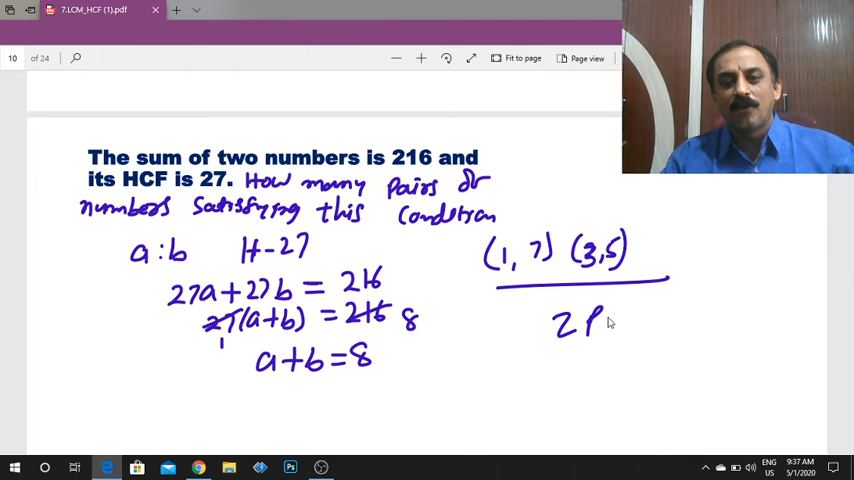 7.LCM_HCF (1).pdf
10 of 24
Fit to page
Page view
The sum of two numbers is 216 and
its HCF is 27. How many pairs of
numbers satisfying this condition
a : b H-27
(1, 7) (3,5)
27a+27b = 216
27(a+b) = 216 8
1
2 P
a+b=8
ENG
US
9:37 AM
5/1/2020